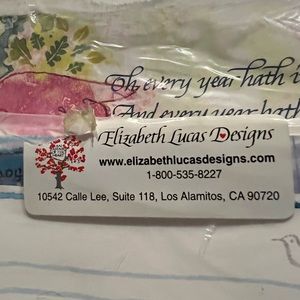 Oh, every year hath i
And every year hath
Elizabeth Lucas Designs
www.elizabethlucasdesigns.com
1-800-535-8227
10542 Calle Lee, Suite 118, Los Alamitos, CA 90720